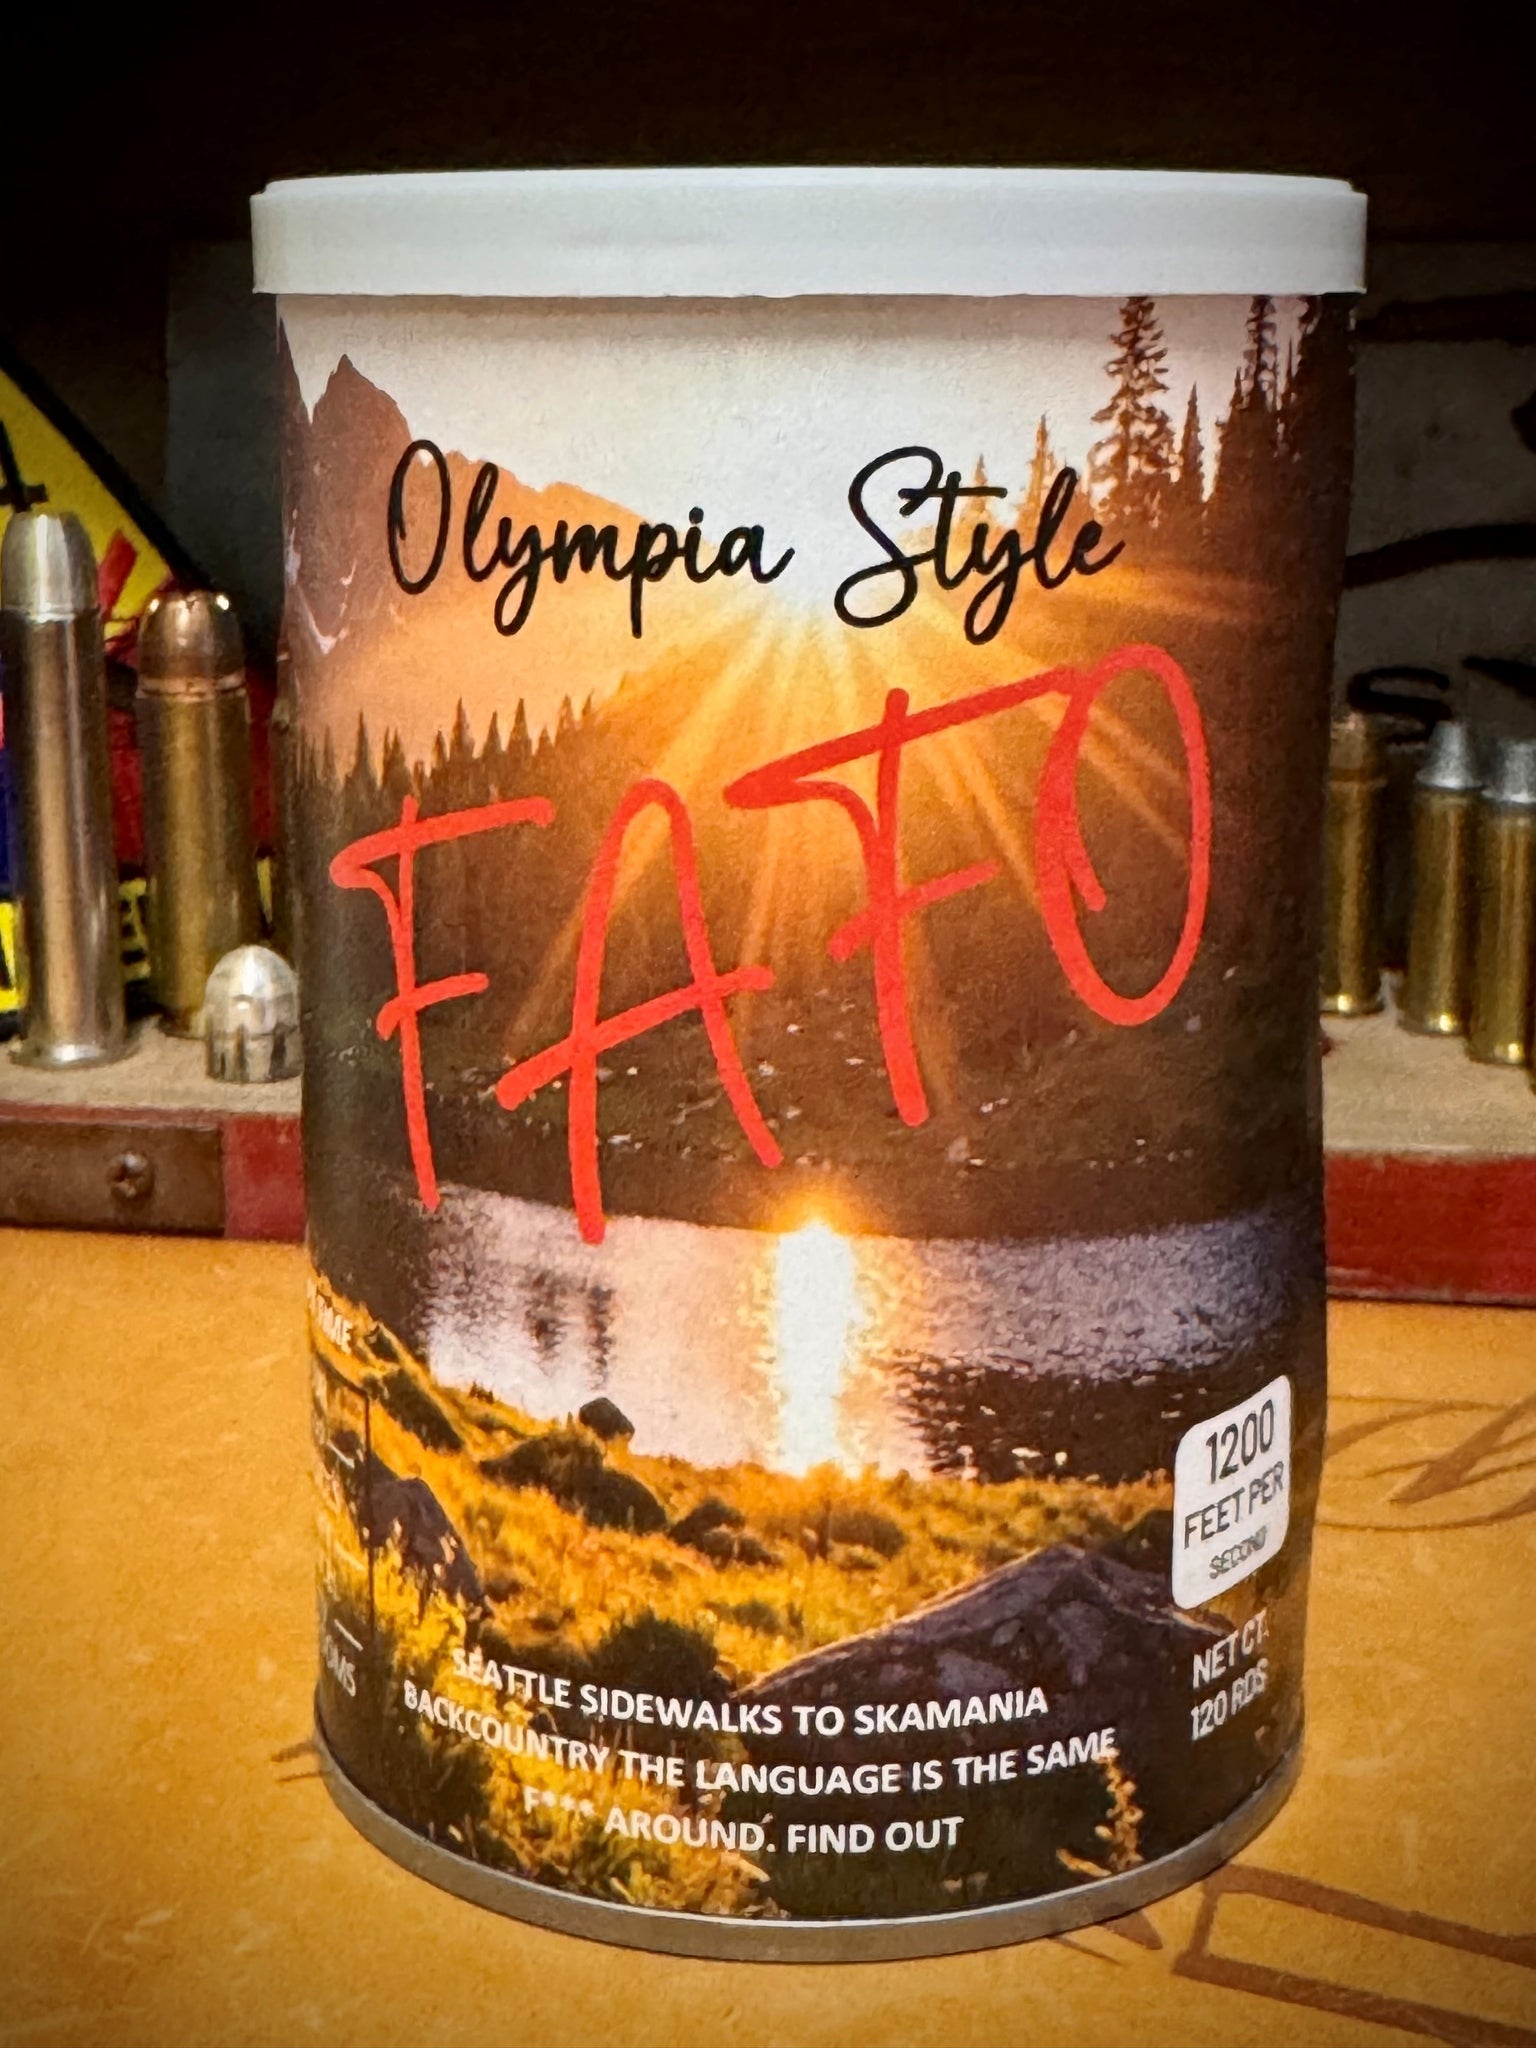 Olympia Style
FAFO
1200
FEET PER
SECOND
NET CT.
120 RDS
SEATTLE SIDEWALKS TO SKAMANIA
BACKCOUNTRY THE LANGUAGE IS THE SAME
F*** AROUND. FIND OUT